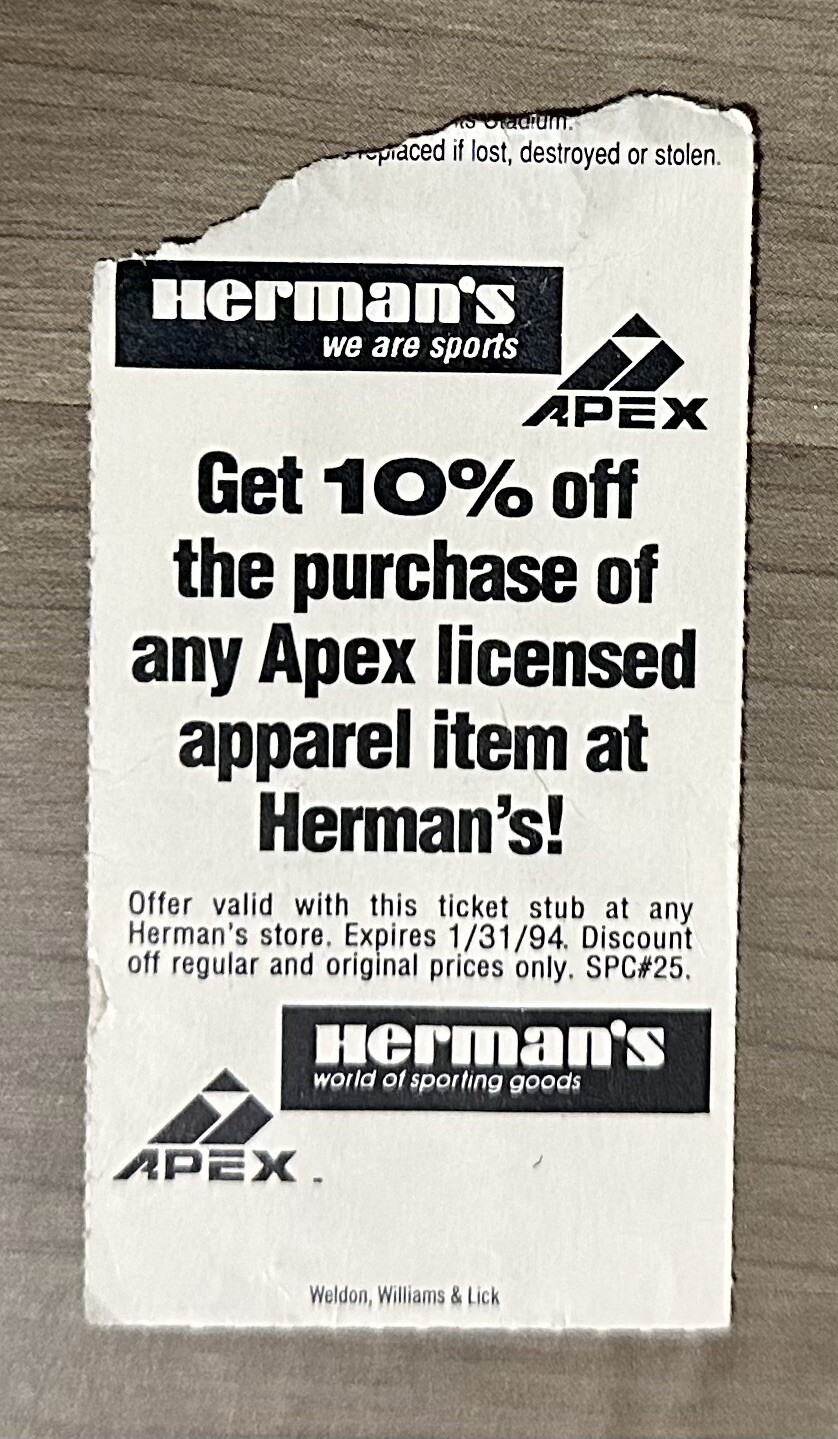 Stadium.
replaced if lost, destroyed or stolen.
Herman's
we are sports
APEX
Get 10% off
the purchase of
any Apex licensed
apparel item at
Herman's!
Offer valid with this ticket stub at any
Herman's store. Expires 1/31/94. Discount
off regular and original prices only. SPC#25.
Herman's
world of sporting goods
APEX
Weldon, Williams & Lick